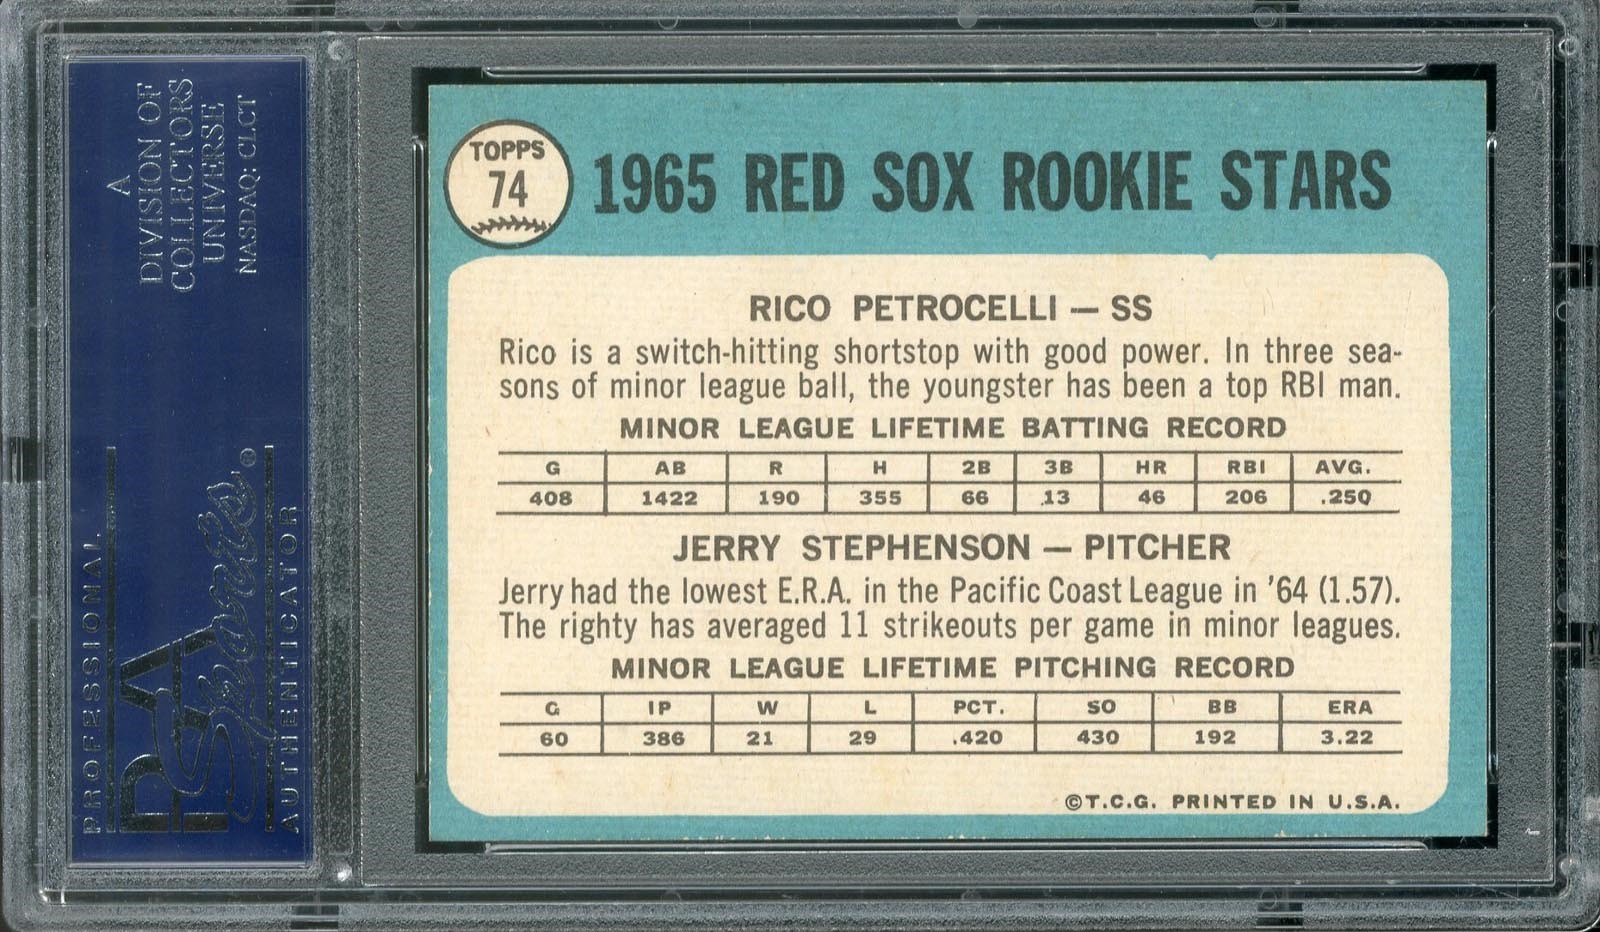 A
DIVISION OF
COLLECTORS
UNIVERSE
NASDAQ: CLCT
PROFESSIONAL
PSA
Sports®
AUTHENTICATOR
TOPPS
74
1965 RED SOX ROOKIE STARS
RICO PETROCELLI — SS
Rico is a switch-hitting shortstop with good power. In three sea-
sons of minor league ball, the youngster has been a top RBI man.
MINOR LEAGUE LIFETIME BATTING RECORD
G AB R H 2B 3B HR RBI AVG.
408 1422 190 355 66 13 46 206 .250
JERRY STEPHENSON — PITCHER
Jerry had the lowest E.R.A. in the Pacific Coast League in '64 (1.57).
The righty has averaged 11 strikeouts per game in minor leagues.
MINOR LEAGUE LIFETIME PITCHING RECORD
G IP W L PCT. SO BB ERA
60 386 21 29 .420 430 192 3.22
©T.C.G. PRINTED IN U.S.A.